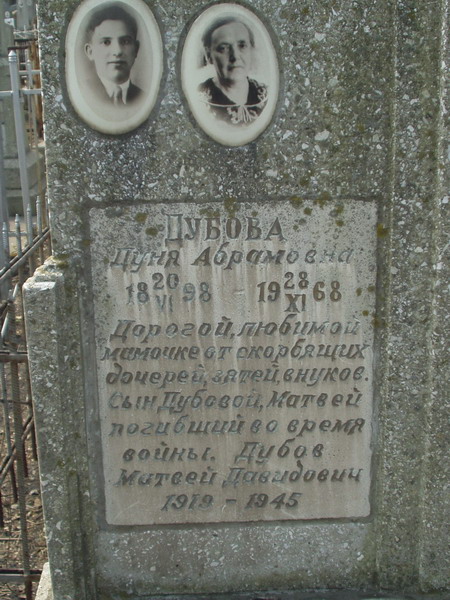 ДУБОВА
Дуня Абрамовна
18 20/VI 98 - 19 28/XI 68
Дорогой, любимой
мамочке от скорбящих
дочерей, зятей, внуков.
Сын Дубовой, Матвей
погибший во время
войны. Дубов
Матвей Давидович
1919 - 1945